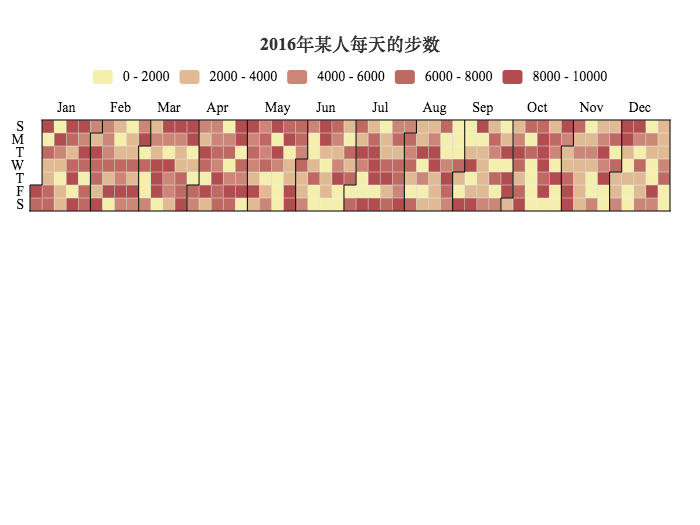 2016年某人每天的步数
0 - 2000 2000 - 4000 4000 - 6000 6000 - 8000 8000 - 10000
Jan Feb Mar Apr May Jun Jul Aug Sep Oct Nov Dec
S
M
T
W
T
F
S